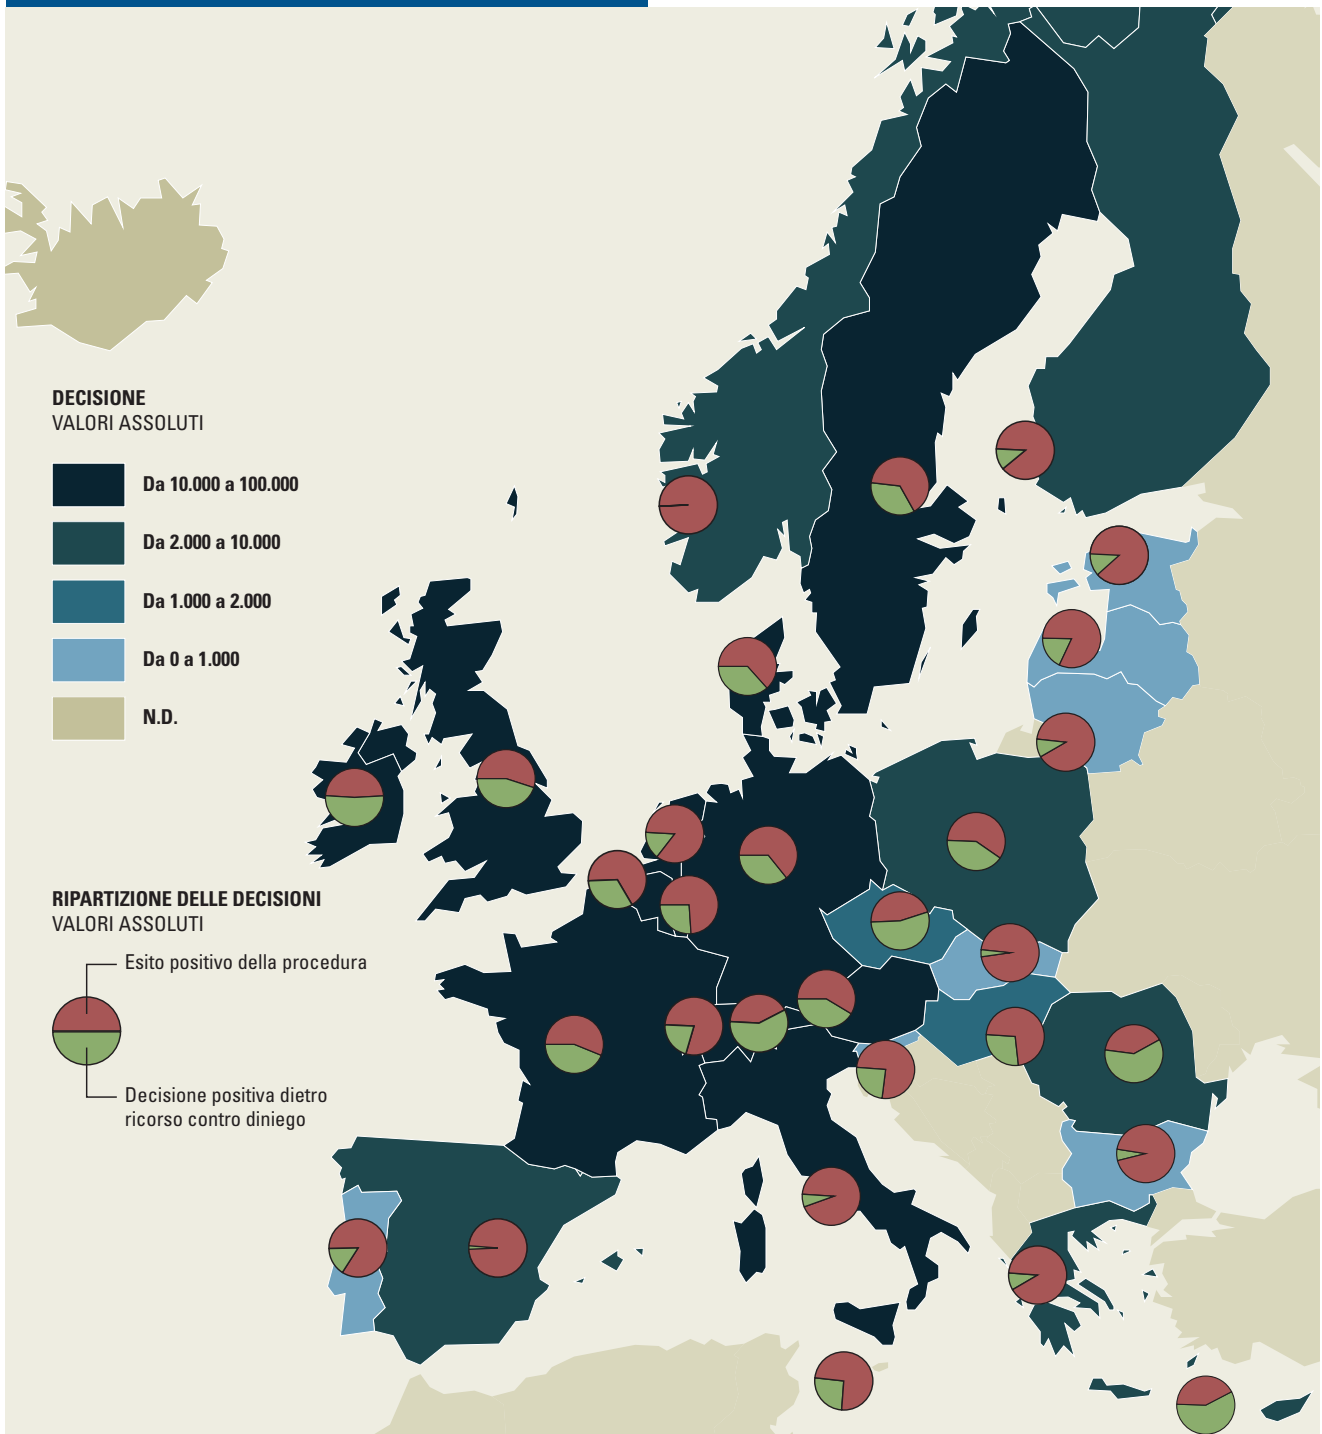 DECISIONE
VALORI ASSOLUTI
Da 10.000 a 100.000
Da 2.000 a 10.000
Da 1.000 a 2.000
Da 0 a 1.000
N.D.
RIPARTIZIONE DELLE DECISIONI
VALORI ASSOLUTI
Esito positivo della procedura
Decisione positiva dietro
ricorso contro diniego